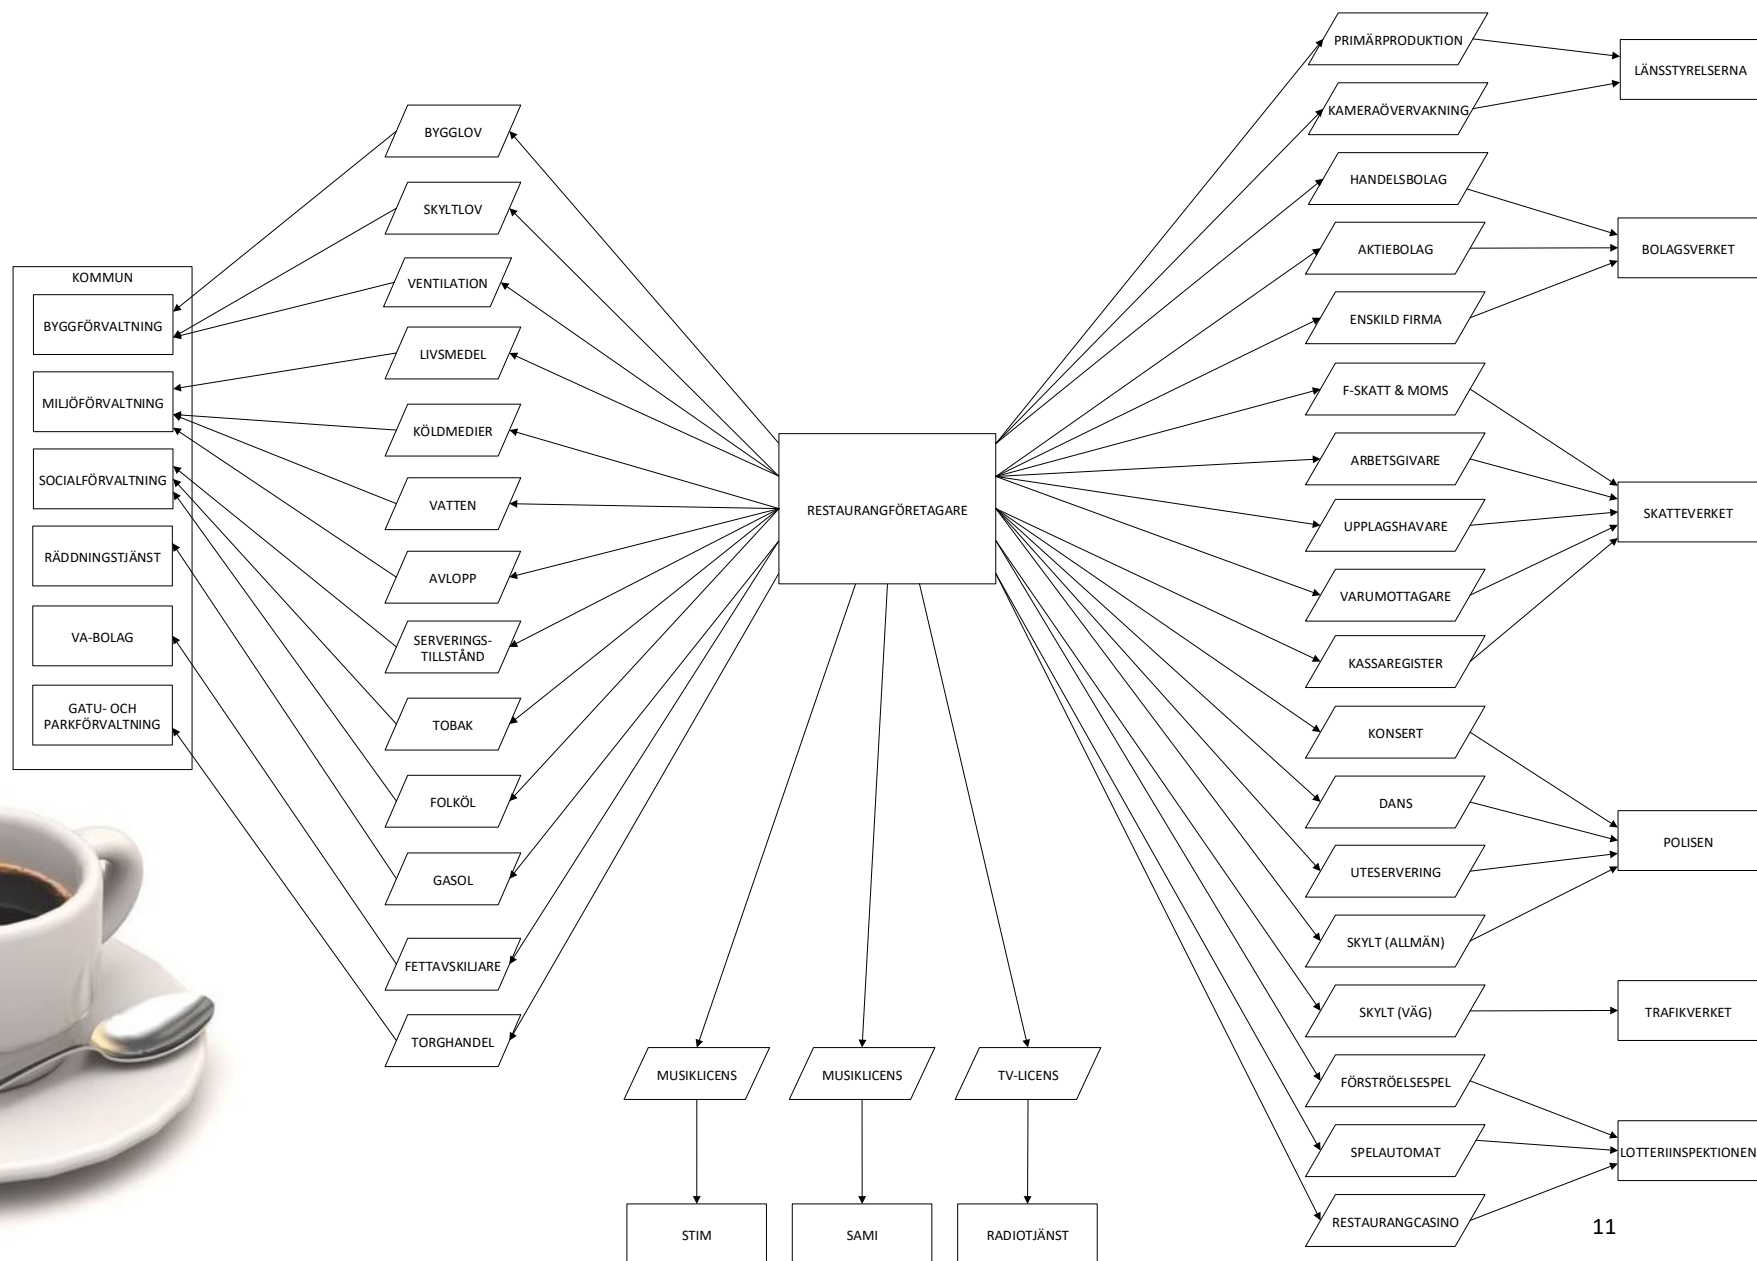 KOMMUN
BYGGFÖRVALTNING
MILJÖFÖRVALTNING
SOCIALFÖRVALTNING
RÄDDNINGSTJÄNST
VA-BOLAG
GATU- OCH
PARKFÖRVALTNING
BYGGLOV
SKYLTLOV
VENTILATION
LIVSMEDEL
KÖLDMEDIER
VATTEN
AVLOPP
SERVERINGS-
TILLSTÅND
TOBAK
FOLKÖL
GASOL
FETTAVSKILJARE
TORGHANDEL
RESTAURANGFÖRETAGARE
MUSIKLICENS
MUSIKLICENS
TV-LICENS
STIM
SAMI
RADIOTJÄNST
PRIMÄRPRODUKTION
KAMERAÖVERVAKNING
HANDELSBOLAG
AKTIEBOLAG
ENSKILD FIRMA
F-SKATT & MOMS
ARBETSGIVARE
UPPLAGSHAVARE
VARUMOTTAGARE
KASSAREGISTER
KONSERT
DANS
UTESERVERING
SKYLT (ALLMÄN)
SKYLT (VÄG)
FÖRSTRÖELSESPEL
SPELAUTOMAT
RESTAURANGCASINO
LÄNSSTYRELSERNA
BOLAGSVERKET
SKATTEVERKET
POLISEN
TRAFIKVERKET
LOTTERIINSPEKTIONEN
11